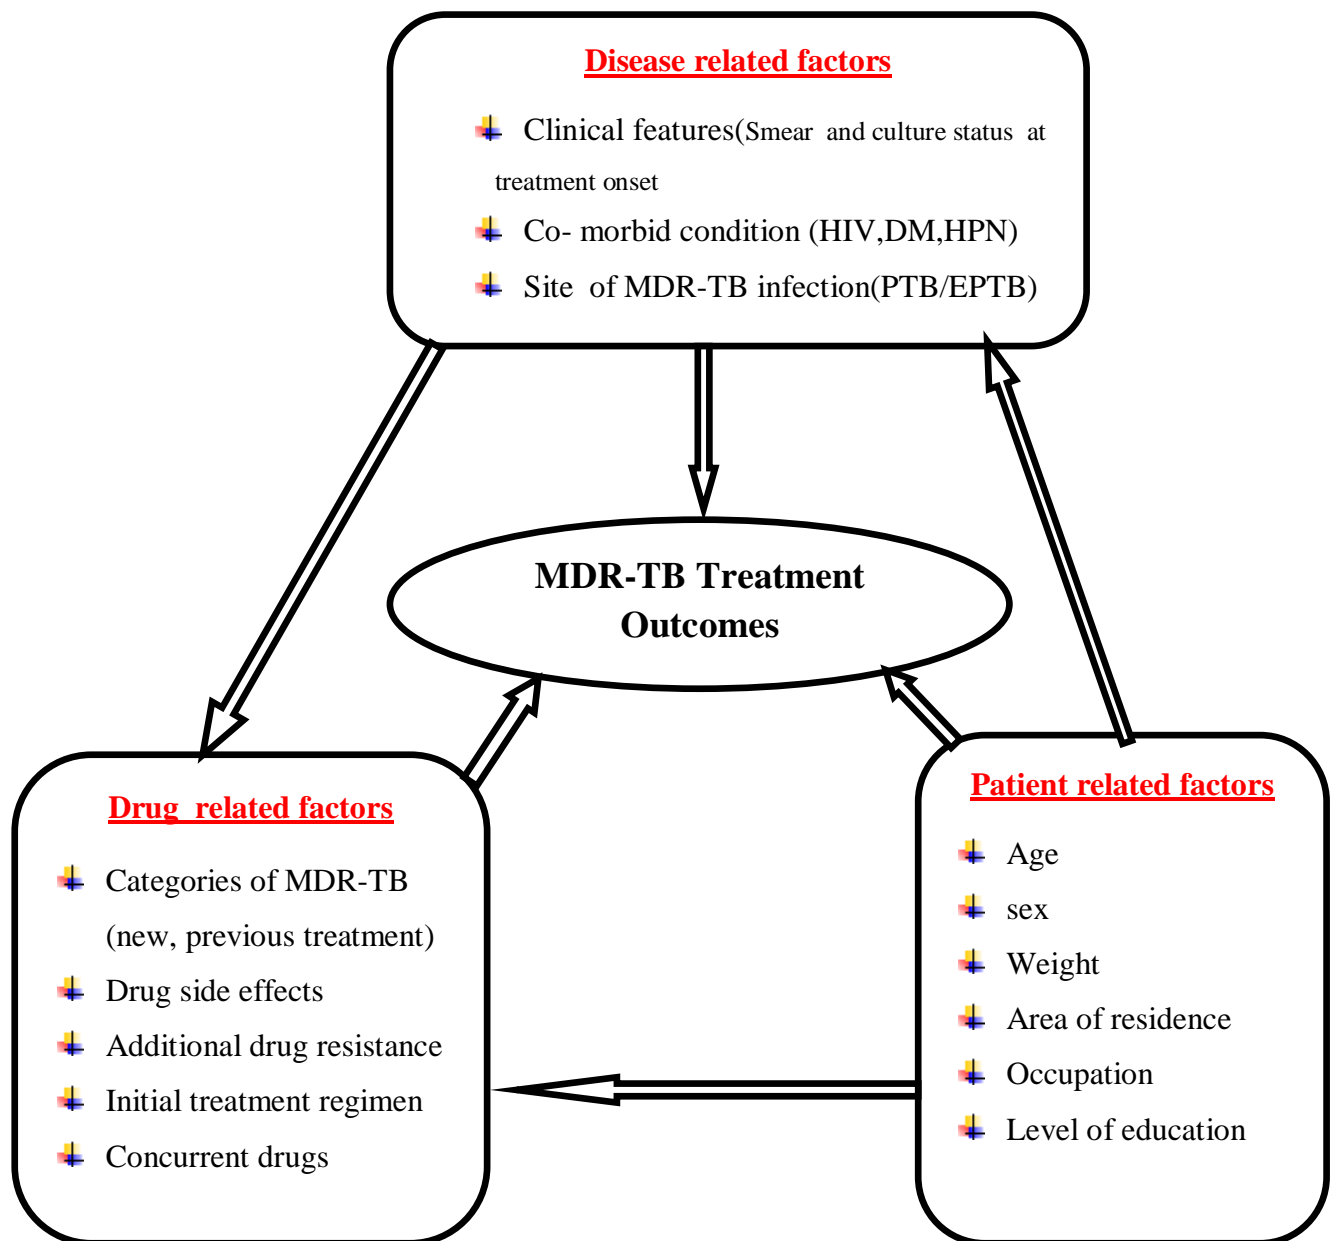 Disease related factors
Clinical features(Smear and culture status at
treatment onset
Co- morbid condition (HIV,DM,HPN)
Site of MDR-TB infection(PTB/EPTB)
MDR-TB Treatment
Outcomes
Drug related factors
Categories of MDR-TB
(new, previous treatment)
Drug side effects
Additional drug resistance
Initial treatment regimen
Concurrent drugs
Patient related factors
Age
sex
Weight
Area of residence
Occupation
Level of education